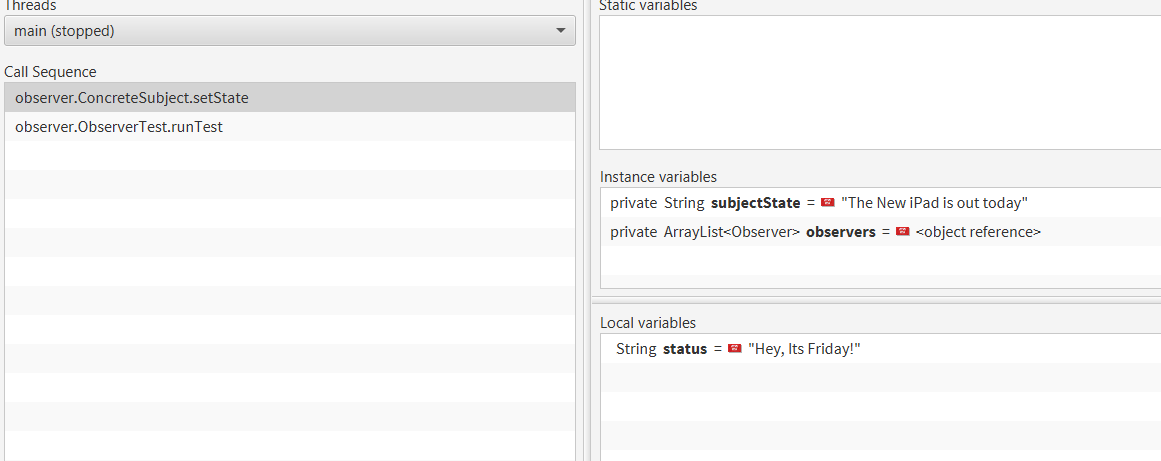 Threads
main (stopped)
Call Sequence
observer.ConcreteSubject.setState
observer.ObserverTest.runTest
Static variables
Instance variables
private String subjectState = "The New iPad is out today"
private ArrayList<Observer> observers = <object reference>
Local variables
String status = "Hey, Its Friday!"